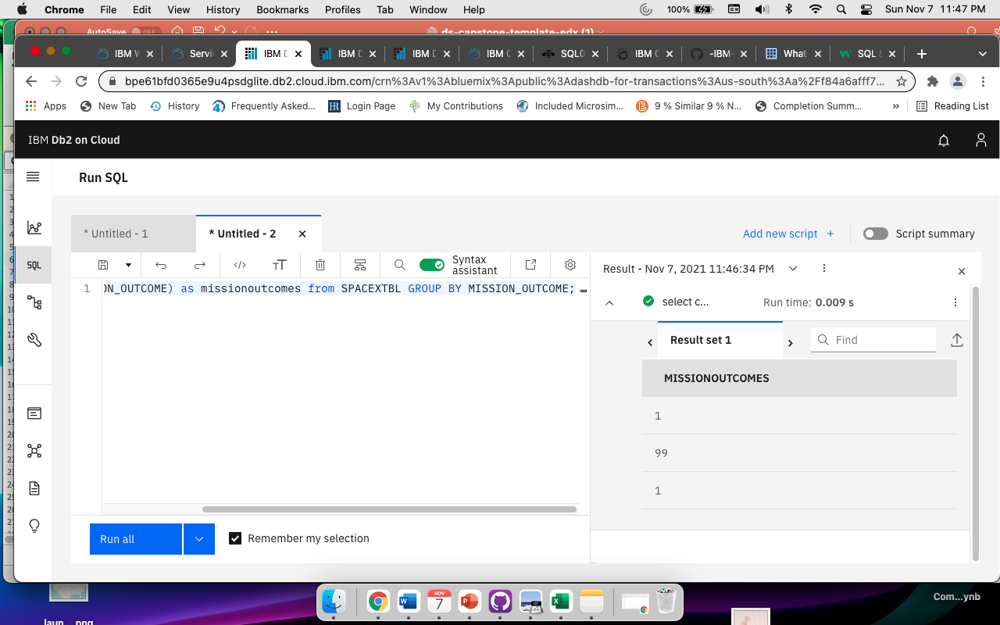 Chrome File Edit View History Bookmarks Profiles Tab Window Help 100% Sun Nov 7 11:47 PM
AutoSave OFF ds-capstone-template-edx (1)
IBM W Servi IBM D IBM D IBM D IBM C SQL0 IBM C -IBM- What SQL S
bpe61bfd0365e9u4psdglite.db2.cloud.ibm.com/crn%3Av1%3Abluemix%3Apublic%3Adashdb-for-transactions%3Aus-south%3Aa%2Ff84a6afff7...
Apps New Tab History Frequently Asked... Login Page My Contributions Included Microsim... 9 % Similar 9 % N... Completion Summ... » Reading List
IBM Db2 on Cloud
Run SQL
* Untitled - 1 * Untitled - 2 Add new script + Script summary
SQL
Syntax assistant
Result - Nov 7, 2021 11:46:34 PM
1 ON_OUTCOME) as missionoutcomes from SPACEXTBL GROUP BY MISSION_OUTCOME;
select c... Run time: 0.009 s
Result set 1 Find
MISSIONOUTCOMES
1
99
1
Run all Remember my selection
NOV
7
Com...ynb
laun....png